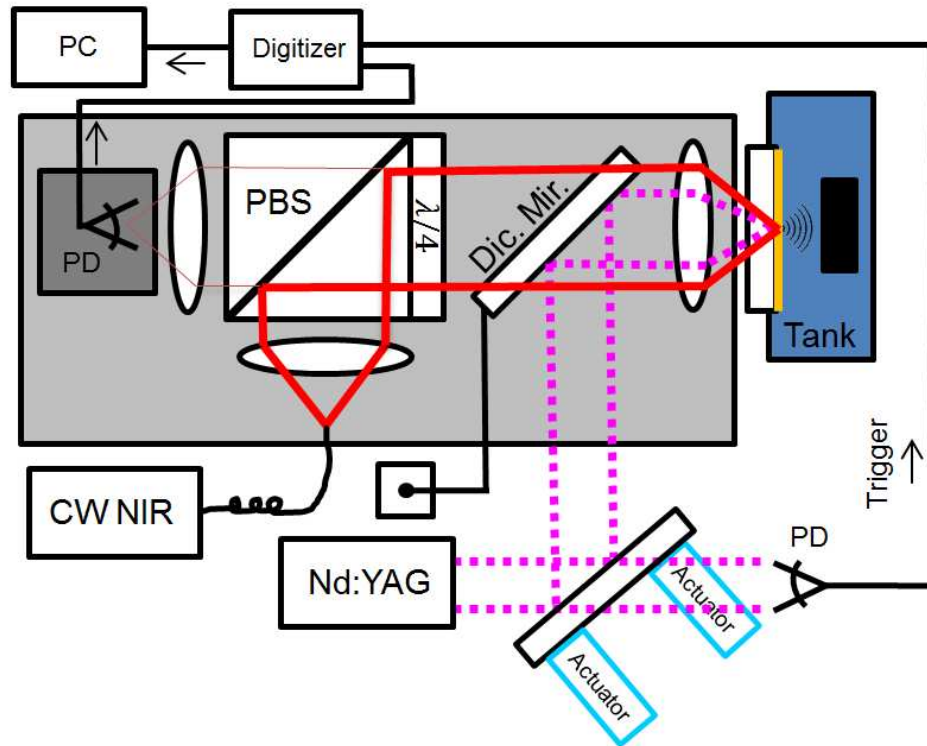 PC
Digitizer
PBS
λ/4
Dic. Mir.
PD
Tank
Trigger
CW NIR
PD
Nd:YAG
Actuator
Actuator